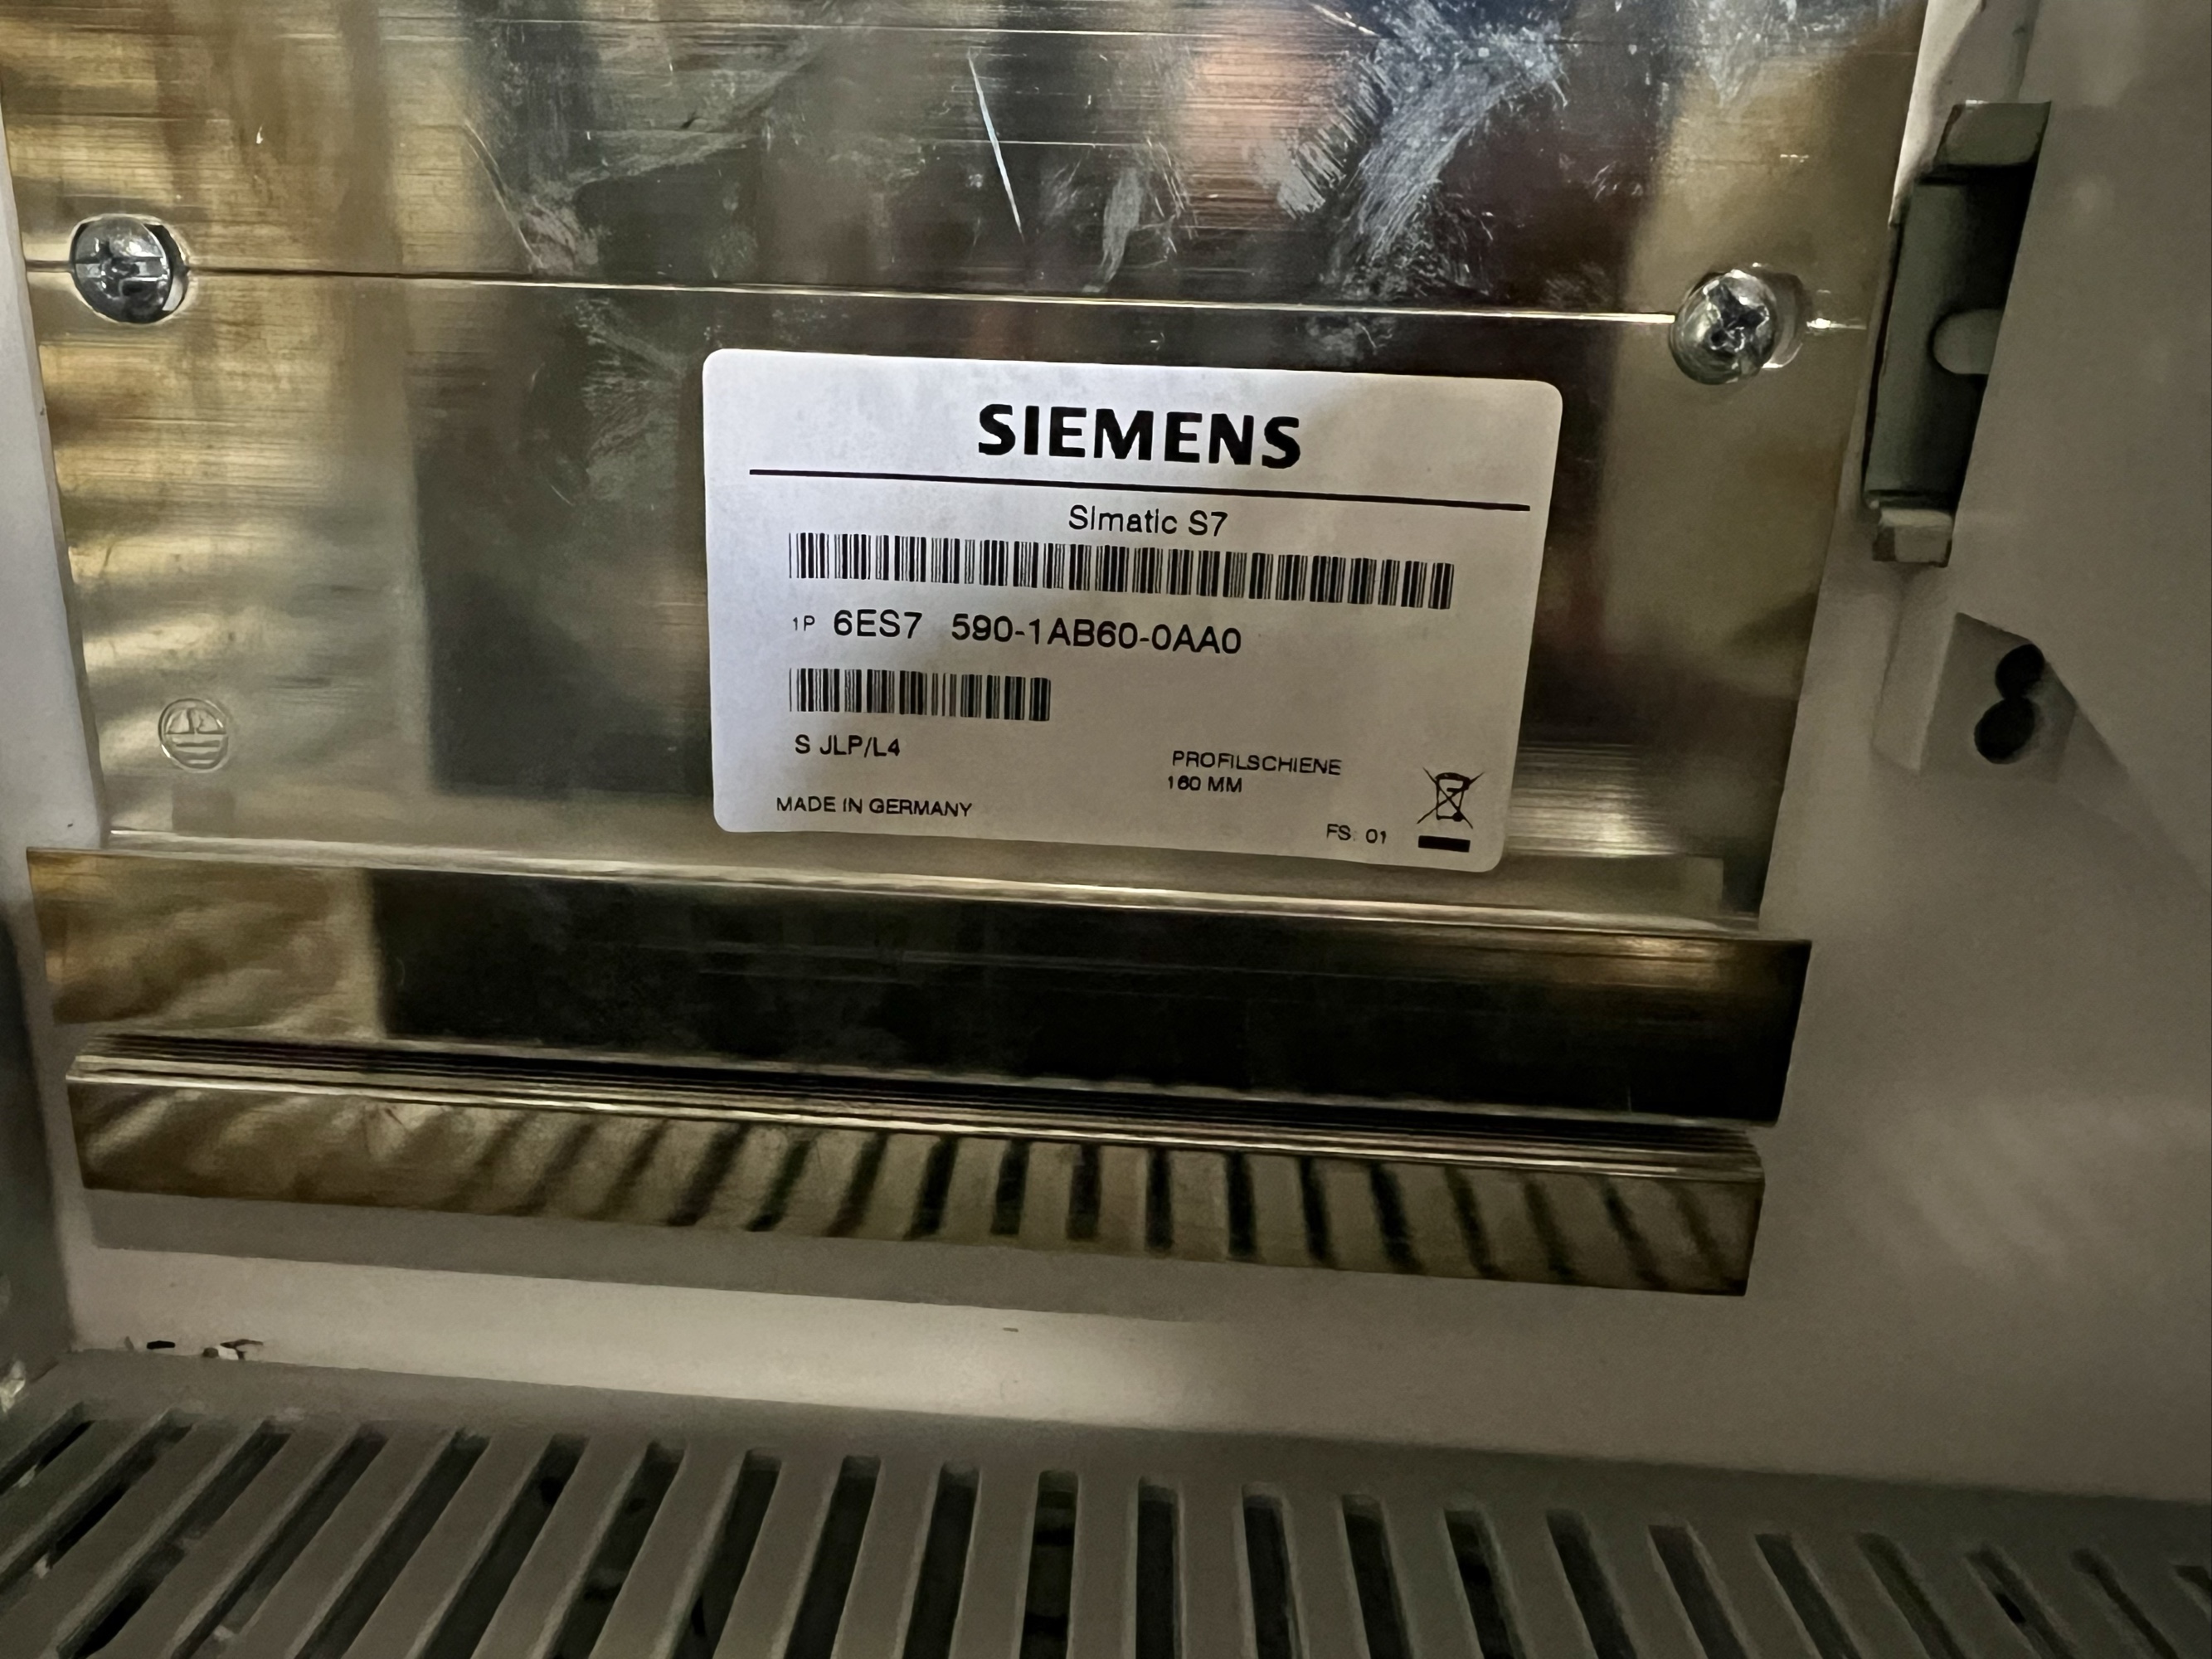 SIEMENS
Simatic S7
1P 6ES7 590-1AB60-0AA0
S JLP/L4
PROFILSCHIENE
160 MM
MADE IN GERMANY
FS: 01